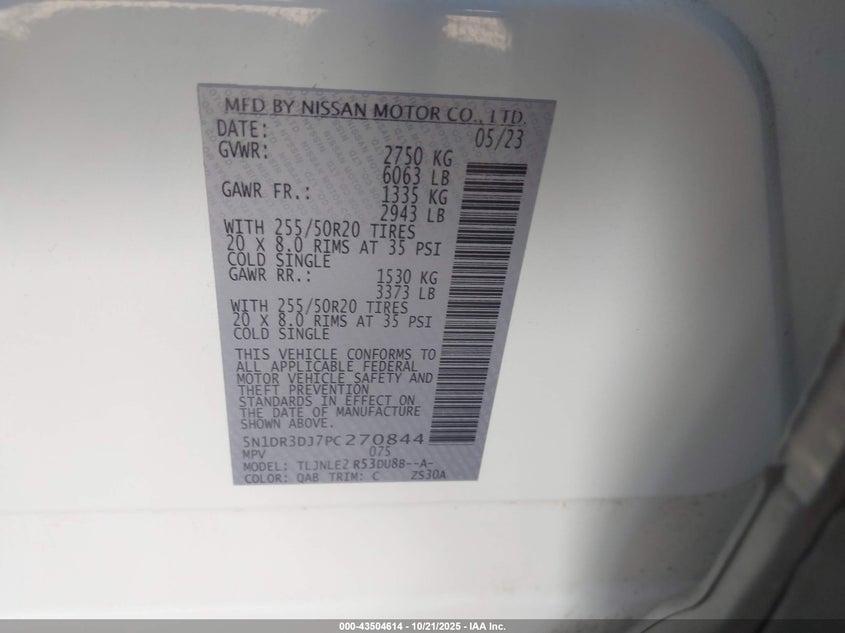 MFD BY NISSAN MOTOR CO., LTD.
DATE: 05/23
GVWR: 2750 KG
6063 LB
GAWR FR.: 1335 KG
2943 LB
WITH 255/50R20 TIRES
20 X 8.0 RIMS AT 35 PSI
COLD SINGLE
GAWR RR.: 1530 KG
3373 LB
WITH 255/50R20 TIRES
20 X 8.0 RIMS AT 35 PSI
COLD SINGLE
THIS VEHICLE CONFORMS TO
ALL APPLICABLE FEDERAL
MOTOR VEHICLE SAFETY AND
THEFT PREVENTION
STANDARDS IN EFFECT ON
THE DATE OF MANUFACTURE
SHOWN ABOVE.
5N1DR3DJ7PC270844
MPV 075
MODEL: TLJNLE2 R53DU8B--A-
COLOR: QAB TRIM: C ZS30A
000-43504614 - 10/21/2025 - IAA Inc.